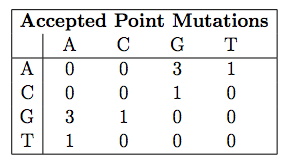 Accepted Point Mutations
A C G T
A 0 0 3 1
C 0 0 1 0
G 3 1 0 0
T 1 0 0 0